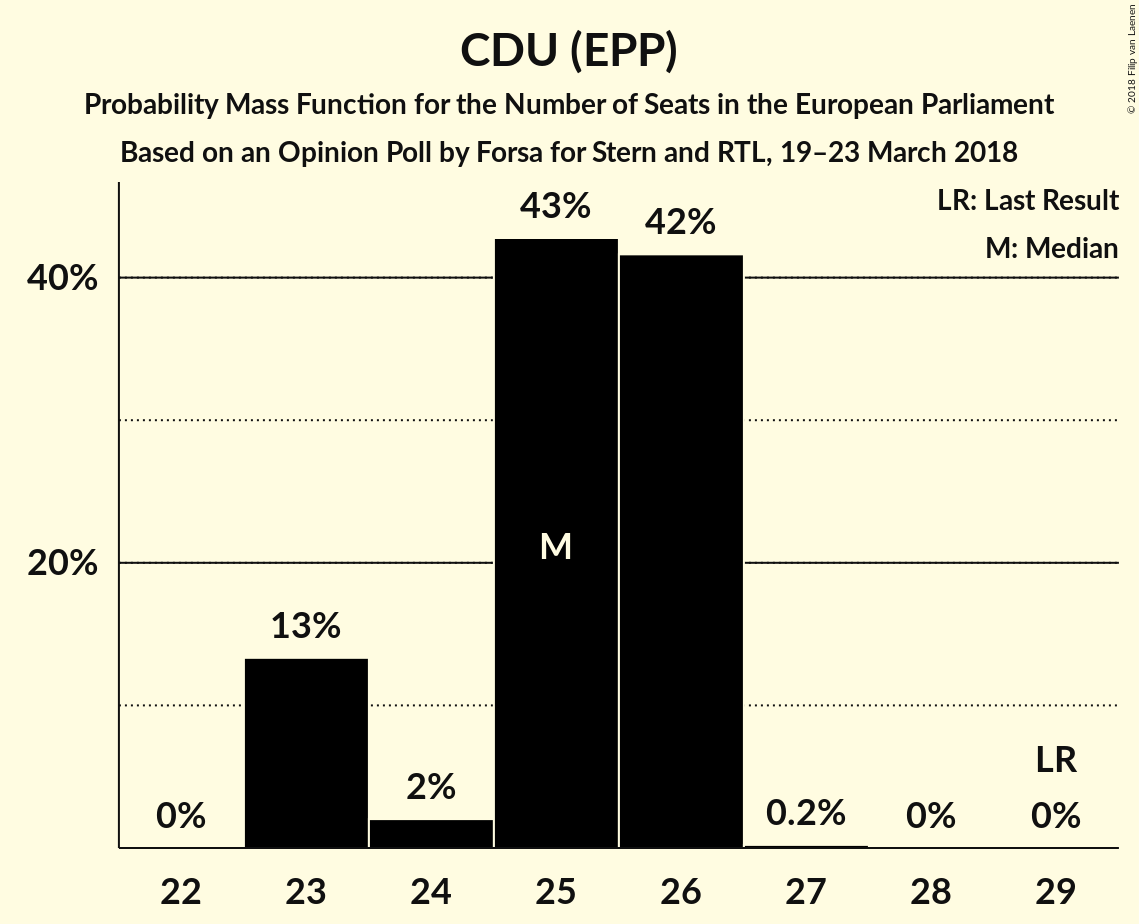 CDU (EPP)
Probability Mass Function for the Number of Seats in the European Parliament
Based on an Opinion Poll by Forsa for Stern and RTL, 19–23 March 2018
© 2018 Filip van Laenen
LR: Last Result
M: Median
43%
42%
40%
M
20%
13%
2%
LR
0%
0.2%
0%
0%
22 23 24 25 26 27 28 29